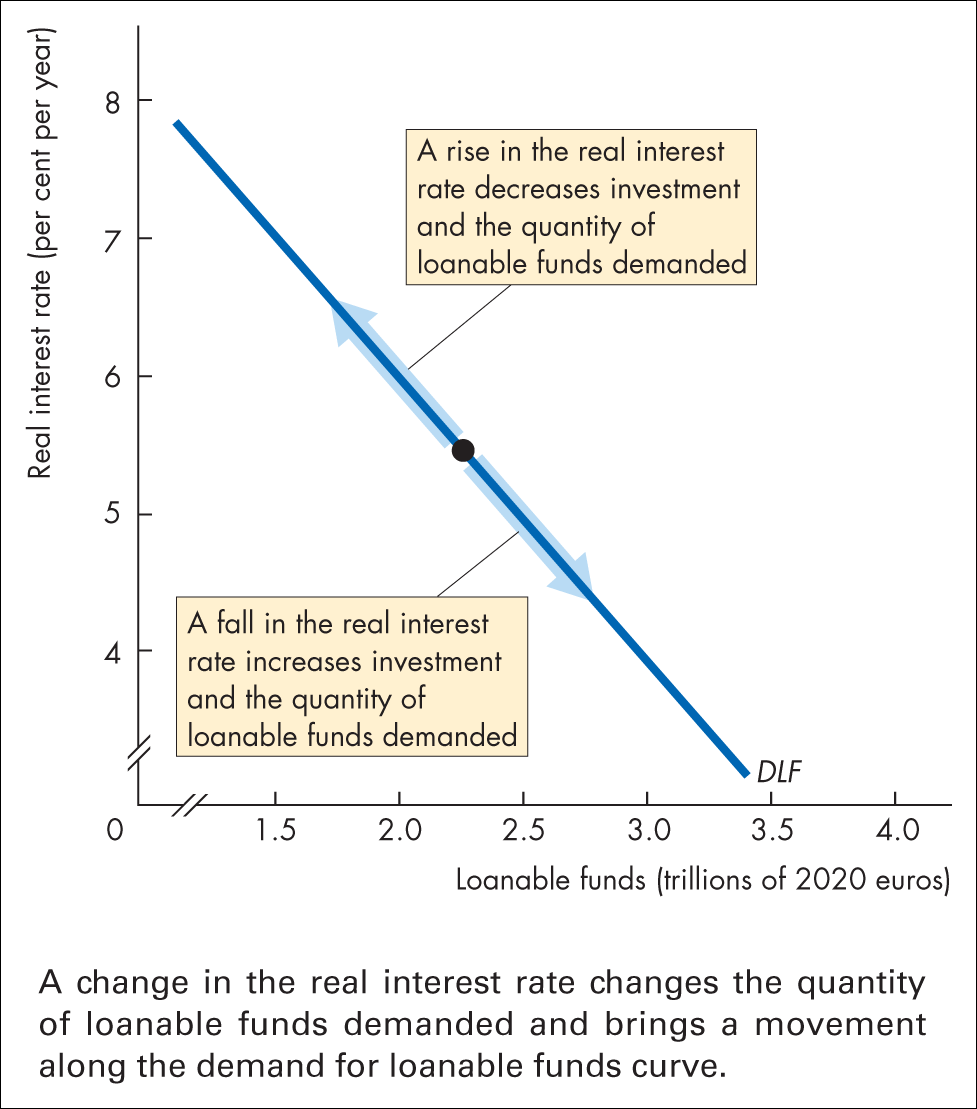 Real interest rate (per cent per year)
8
7
6
5
4
A rise in the real interest
rate decreases investment
and the quantity of
loanable funds demanded
A fall in the real interest
rate increases investment
and the quantity of
loanable funds demanded
DLF
0 1.5 2.0 2.5 3.0 3.5 4.0
Loanable funds (trillions of 2020 euros)
A change in the real interest rate changes the quantity
of loanable funds demanded and brings a movement
along the demand for loanable funds curve.